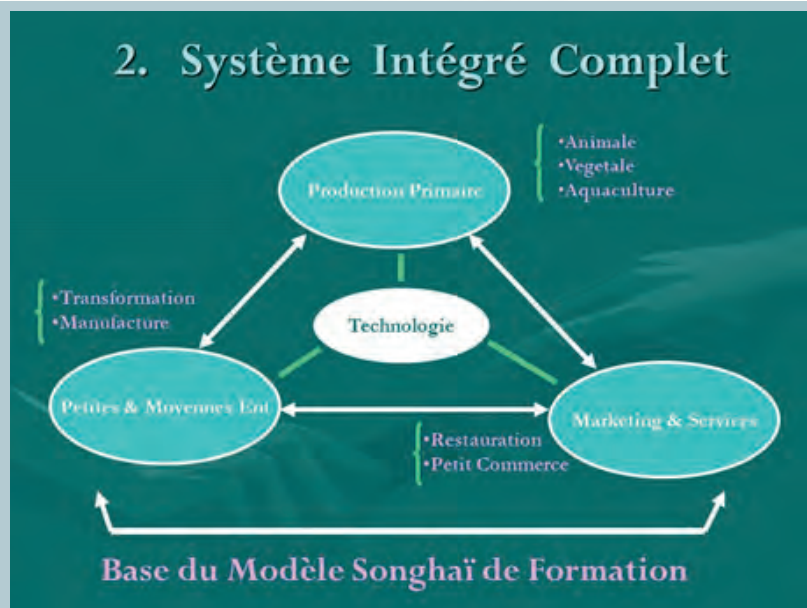 2. Système Intégré Complet
•Animale
•Vegetale
•Aquaculture
Production Primaire
•Transformation
•Manufacture
Technologie
Petites & Moyennes Ent
Marketing & Services
•Restauration
•Petit Commerce
Base du Modèle Songhaï de Formation